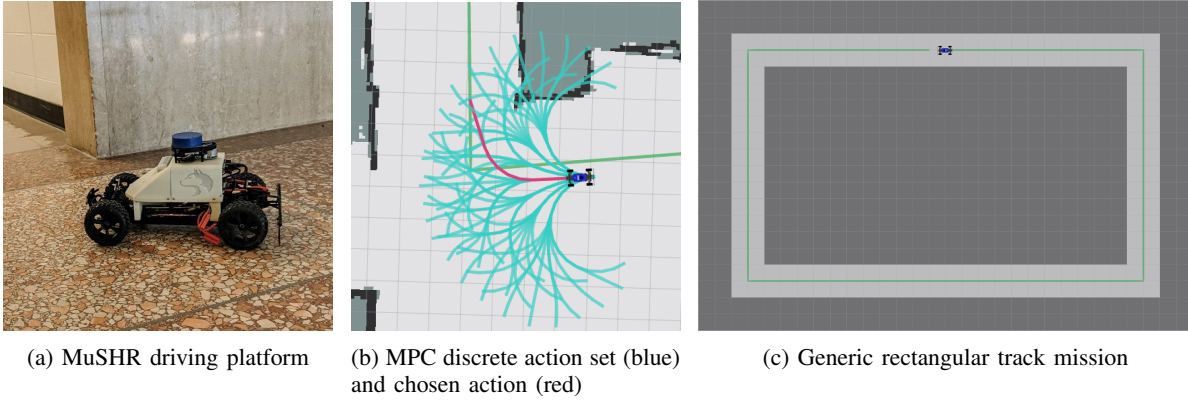 (a) MuSHR driving platform
(b) MPC discrete action set (blue)
and chosen action (red)
(c) Generic rectangular track mission